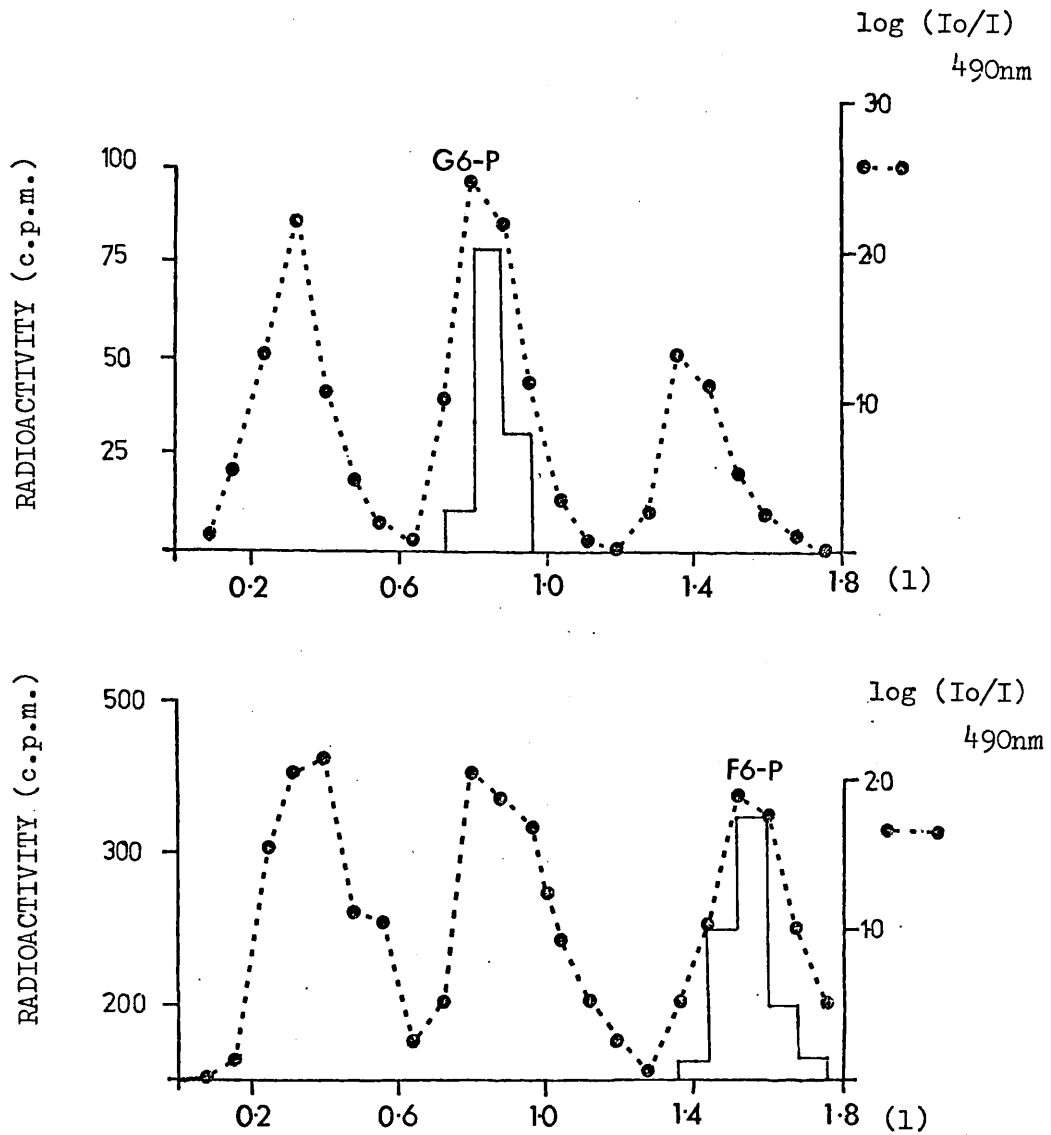 log (Io/I)
490nm
30
20
10
RADIOACTIVITY (c.p.m.)
100
75
50
25
G6-P
0·2
0·6
1·0
1·4
1·8 (l)
log (Io/I)
490nm
2·0
1·0
RADIOACTIVITY (c.p.m.)
500
300
200
F6-P
0·2
0·6
1·0
1·4
1·8 (l)